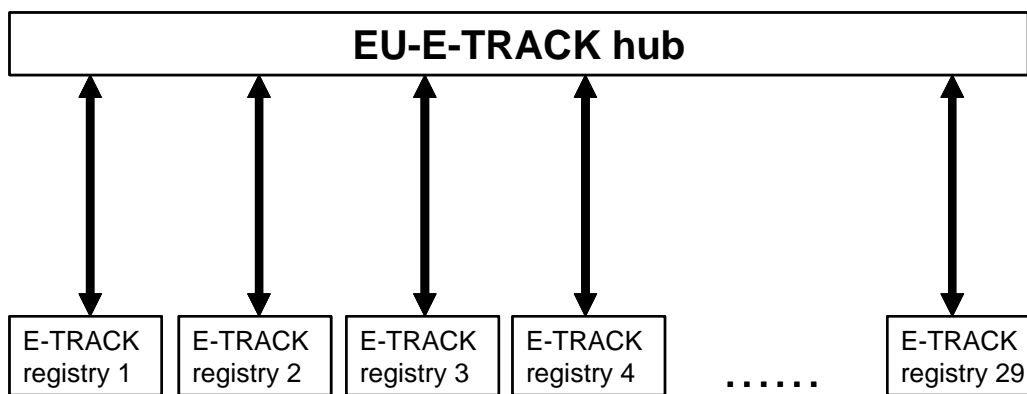 EU-E-TRACK hub
E-TRACK
registry 1
E-TRACK
registry 2
E-TRACK
registry 3
E-TRACK
registry 4
......
E-TRACK
registry 29